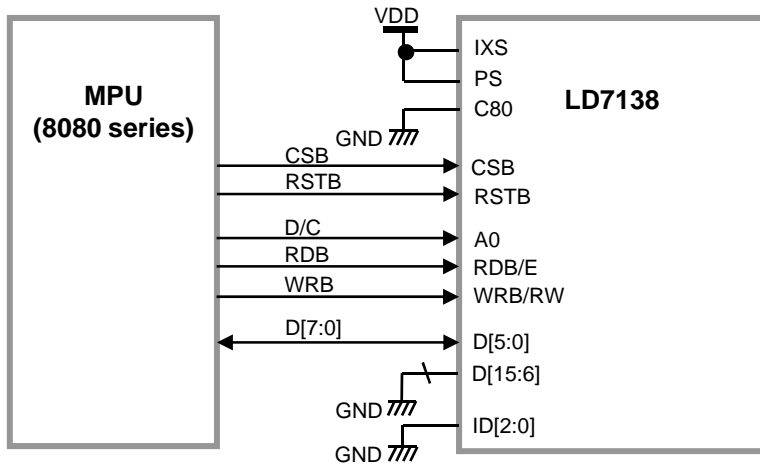 VDD
IXS
PS
C80
GND
MPU
(8080 series)
LD7138
CSB
CSB
RSTB
RSTB
D/C
A0
RDB
RDB/E
WRB
WRB/RW
D[7:0]
D[5:0]
D[15:6]
GND
ID[2:0]
GND